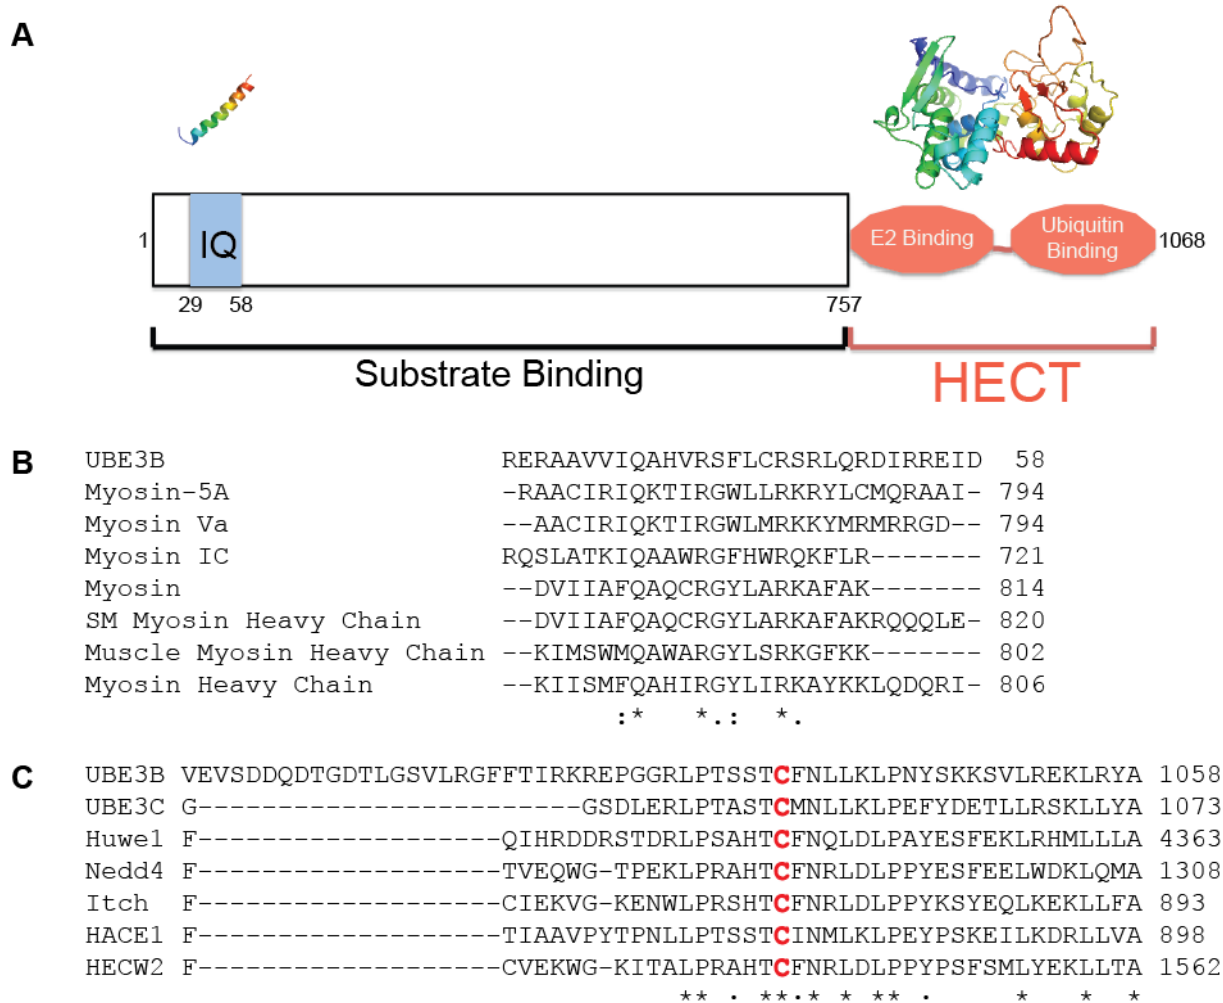 A
1
IQ
E2 Binding
Ubiquitin
Binding
1068
29
58
757
Substrate Binding
HECT
B
UBE3B RERAAVVIQAHVRSFLCRSRLQRDIRREID 58
Myosin-5A -RAACIRIQKTIRGWLLRKRYLCMQRAAI- 794
Myosin Va --AACIRIQKTIRGWLMRKKYMRMRRGD-- 794
Myosin IC RQSLATKIQAAWRGFHWRQKFLR------- 721
Myosin --DVIIAFQAQCRGYLARKAFAK------- 814
SM Myosin Heavy Chain --DVIIAFQAQCRGYLARKAFAKRQQQLE- 820
Muscle Myosin Heavy Chain --KIMSWMQAWARGYLSRKGFKK------- 802
Myosin Heavy Chain --KIISMFQAHIRGYLIRKAYKKLQDQRI- 806
:* *.: *.
C
UBE3B VEVSDDQDTGDTLGSVLRGFFTIRKREPGGRLPTSSTCFNLLKLPNYSKKSVLREKLRYA 1058
UBE3C G------------------------GSDLERLPTASTCMNLLKLPEFYDETLLRSKLLYA 1073
Huwe1 F-------------------QIHRDDRSTDRLPSAHTCFNQLDLPAYESFEKLRHMLLLA 4363
Nedd4 F-------------------TVEQWG-TPEKLPRAHTCFNRLDLPPYESFEELWDKLQMA 1308
Itch F-------------------CIEKVG-KENWLPRSHTCFNRLDLPPYKSYEQLKEKLLFA 893
HACE1 F-------------------TIAAVPYTPNLLPTSSTCINMLKLPEYPSKEILKDRLLVA 898
HECW2 F-------------------CVEKWG-KITALPRAHTCFNRLDLPPYPSFSMLYEKLLTA 1562
** . **.* * ** . * * *